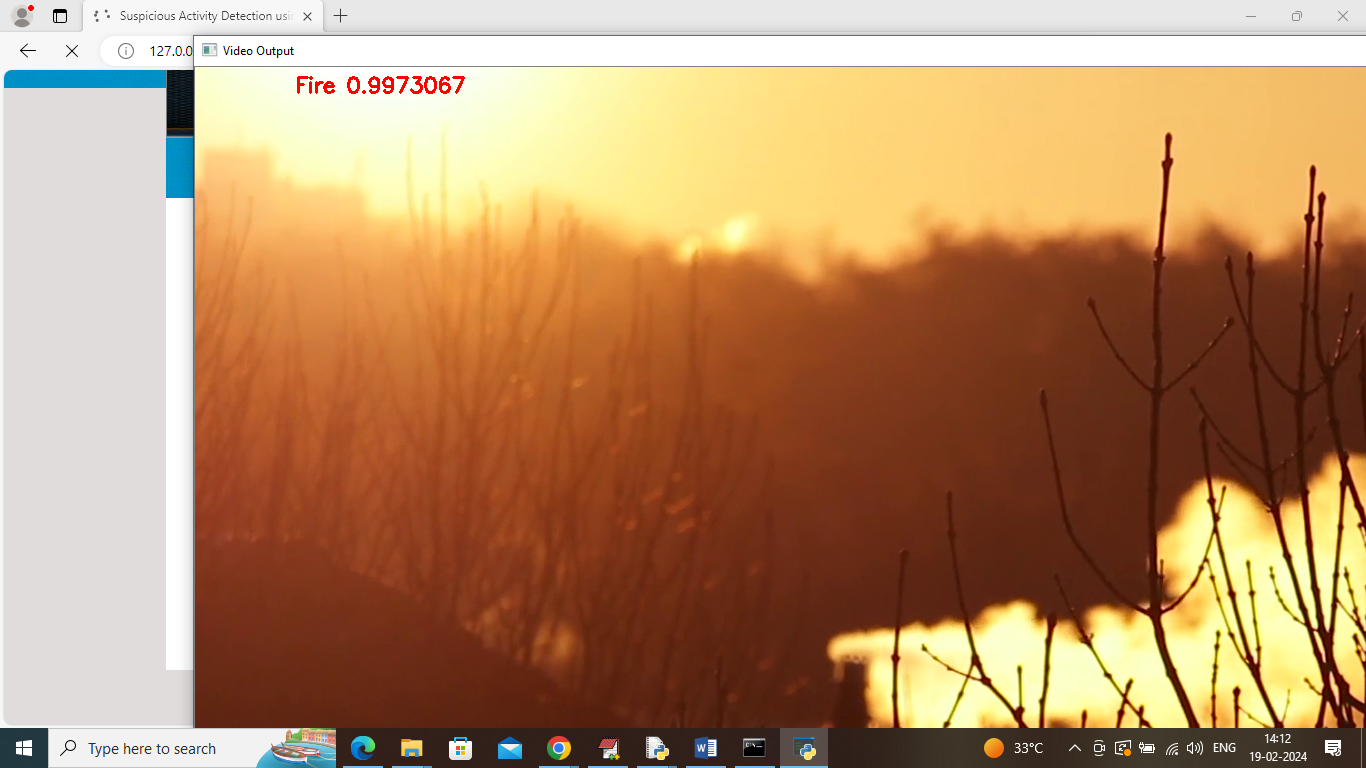 Suspicious Activity Detection usi
127.0.0
Video Output
Fire 0.9973067
Type here to search
33°C
ENG
14:12
19-02-2024